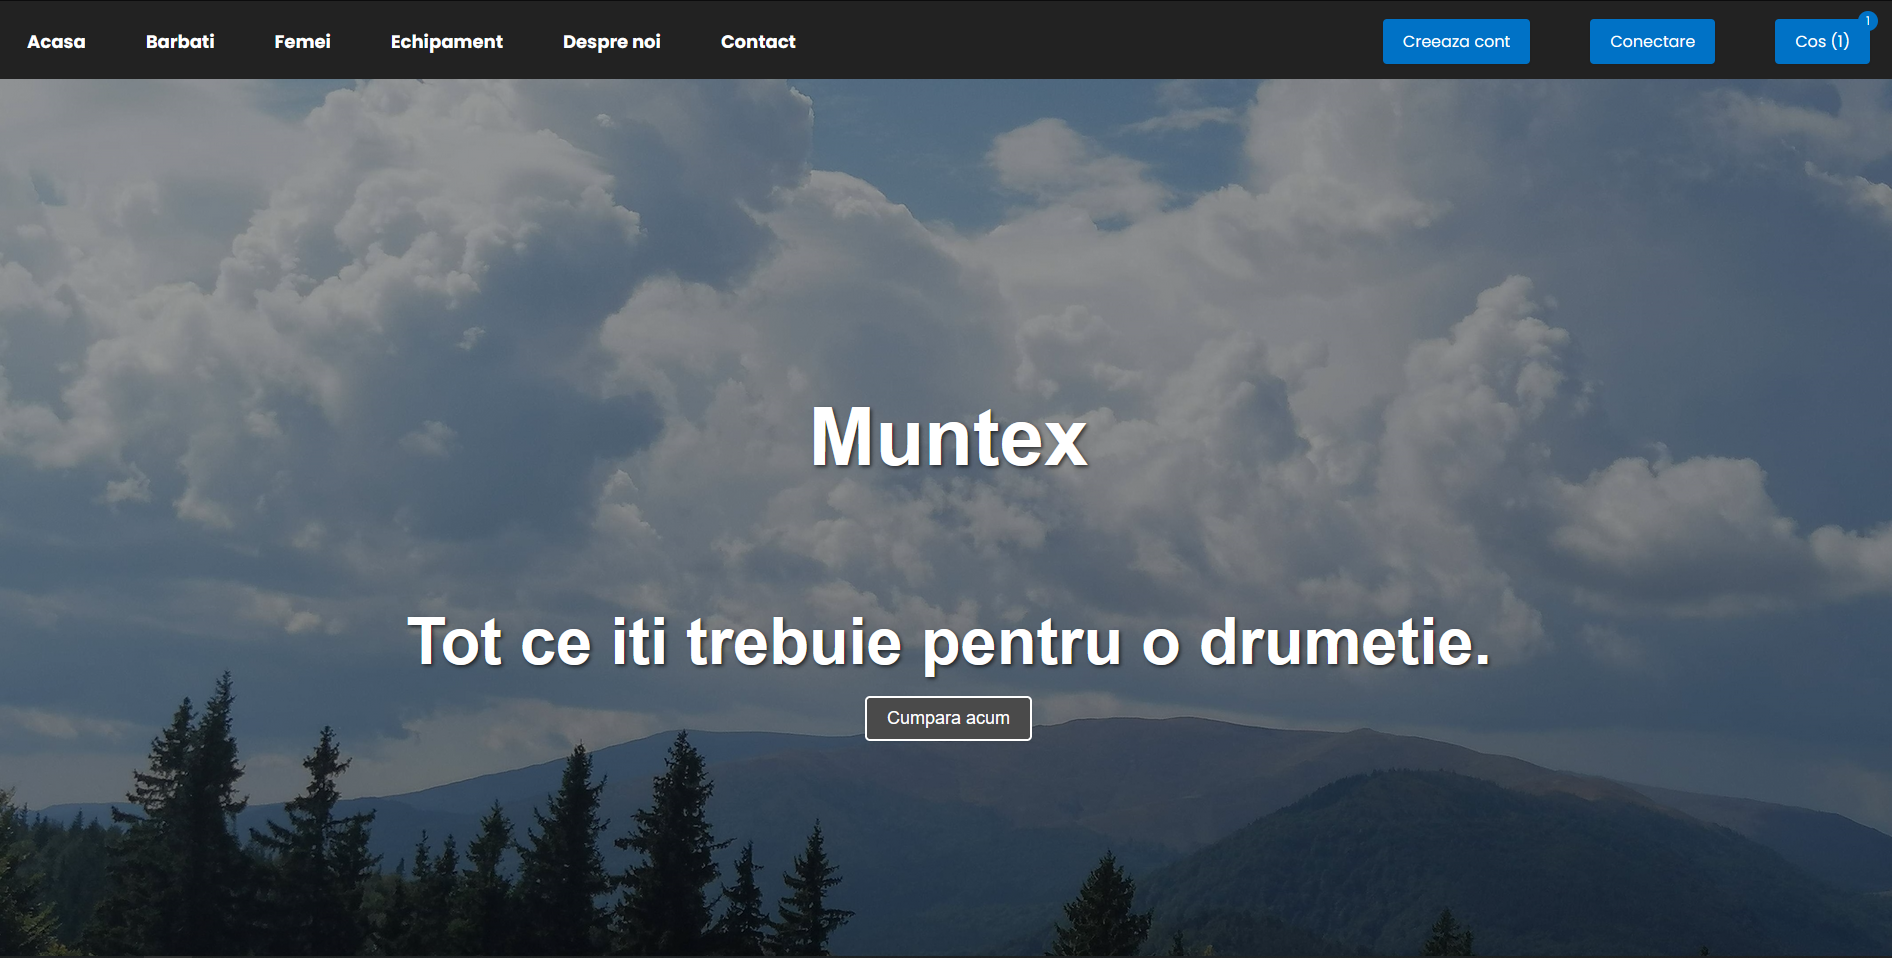 Acasa Barbati Femei Echipament Despre noi Contact Creeaza cont Conectare Cos (1) 1
Muntex
Tot ce iti trebuie pentru o drumetie.
Cumpara acum